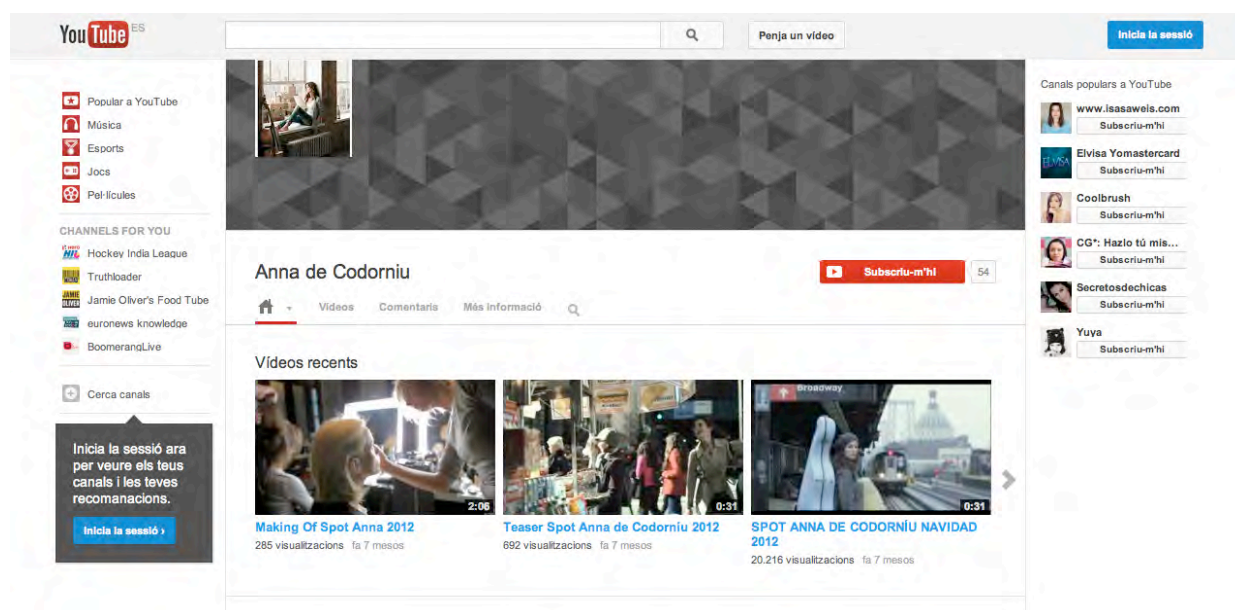 YouTube ES
Penja un vídeo
Inicia la sessió
Popular a YouTube
Música
Esports
Jocs
Pel·lícules
CHANNELS FOR YOU
Hockey India League
Truthloader
JAMIE
OLIVER
Jamie Oliver's Food Tube
euronews knowledge
BoomerangLive
Cerca canals
Inicia la sessió ara
per veure els teus
canals i les teves
recomanacions.
Inicia la sessió ›
Anna de Codorniu
Subscriu-m'hi
54
Vídeos
Comentaris
Més informació
Vídeos recents
2:06
Making Of Spot Anna 2012
285 visualitzacions fa 7 mesos
0:31
Teaser Spot Anna de Codorníu 2012
692 visualitzacions fa 7 mesos
Broadway
0:31
SPOT ANNA DE CODORNÍU NAVIDAD
2012
20.216 visualitzacions fa 7 mesos
Canals populars a YouTube
www.isasaweis.com
Subscriu-m'hi
ELVISA
Elvisa Yomastercard
Subscriu-m'hi
Coolbrush
Subscriu-m'hi
CG*: Hazlo tú mis...
Subscriu-m'hi
Secretosdechicas
Subscriu-m'hi
Yuya
Subscriu-m'hi